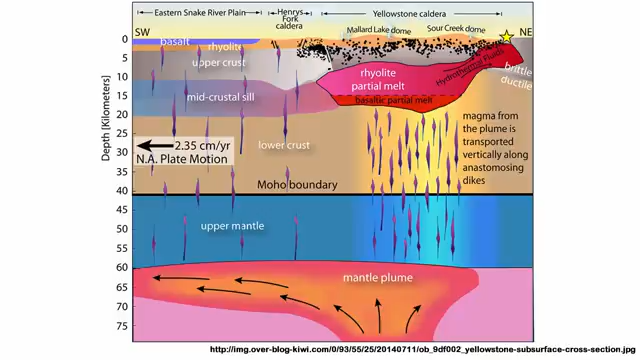 Eastern Snake River Plain
Henrys
Fork
caldera
Yellowstone caldera
SW
Mallard Lake dome
Sour Creek dome
NE
Depth [Kilometers]
0
5
10
15
20
25
30
35
40
45
50
55
60
65
70
75
basalt
rhyolite
upper crust
mid-crustal sill
rhyolite
partial melt
basaltic partial melt
Hydrothermal Fluids
brittle
ductile
2.35 cm/yr
N.A. Plate Motion
lower crust
magma from
the plume is
transported
vertically along
anastomosing
dikes
Moho boundary
upper mantle
mantle plume
http://img.over-blog-kiwi.com/0/93/55/25/20140711/ob_9df002_yellowstone-subsurface-cross-section.jpg